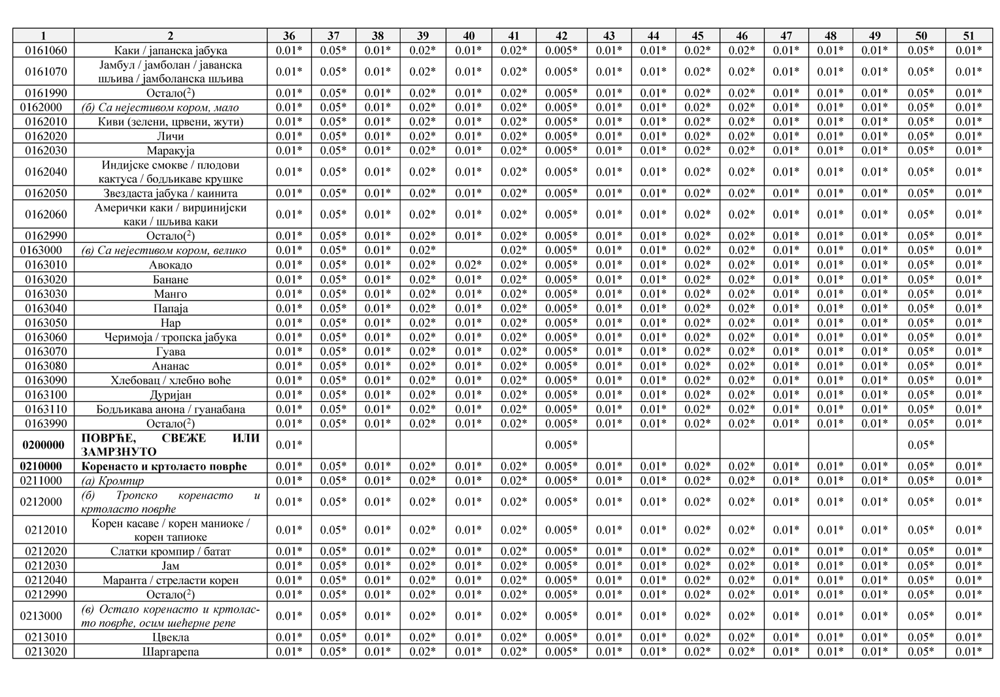 1 2 36 37 38 39 40 41 42 43 44 45 46 47 48 49 50 51
0161060 Каки / јапанска јабука 0.01* 0.05* 0.01* 0.02* 0.01* 0.02* 0.005* 0.01* 0.01* 0.02* 0.02* 0.01* 0.01* 0.01* 0.05* 0.01*
Јамбул / јамболан / јаванска
0161070 шљива / јамболанска шљива 0.01* 0.05* 0.01* 0.02* 0.01* 0.02* 0.005* 0.01* 0.01* 0.02* 0.02* 0.01* 0.01* 0.01* 0.05* 0.01*
0161990 Остало(²) 0.01* 0.05* 0.01* 0.02* 0.01* 0.02* 0.005* 0.01* 0.01* 0.02* 0.02* 0.01* 0.01* 0.01* 0.05* 0.01*
0162000 (б) Са нејестивом кором, мало 0.01* 0.05* 0.01* 0.02* 0.01* 0.02* 0.005* 0.01* 0.01* 0.02* 0.02* 0.01* 0.01* 0.01* 0.05* 0.01*
0162010 Киви (зелени, црвени, жути) 0.01* 0.05* 0.01* 0.02* 0.01* 0.02* 0.005* 0.01* 0.01* 0.02* 0.02* 0.01* 0.01* 0.01* 0.05* 0.01*
0162020 Личи 0.01* 0.05* 0.01* 0.02* 0.01* 0.02* 0.005* 0.01* 0.01* 0.02* 0.02* 0.01* 0.01* 0.01* 0.05* 0.01*
0162030 Маракуја 0.01* 0.05* 0.01* 0.02* 0.01* 0.02* 0.005* 0.01* 0.01* 0.02* 0.02* 0.01* 0.01* 0.01* 0.05* 0.01*
Индијске смокве / плодови
0162040 кактуса / бодљикаве крушке 0.01* 0.05* 0.01* 0.02* 0.01* 0.02* 0.005* 0.01* 0.01* 0.02* 0.02* 0.01* 0.01* 0.01* 0.05* 0.01*
0162050 Звездаста јабука / каинита 0.01* 0.05* 0.01* 0.02* 0.01* 0.02* 0.005* 0.01* 0.01* 0.02* 0.02* 0.01* 0.01* 0.01* 0.05* 0.01*
Амерички каки / вирџинијски
0162060 каки / шљива каки 0.01* 0.05* 0.01* 0.02* 0.01* 0.02* 0.005* 0.01* 0.01* 0.02* 0.02* 0.01* 0.01* 0.01* 0.05* 0.01*
0162990 Остало(²) 0.01* 0.05* 0.01* 0.02* 0.01* 0.02* 0.005* 0.01* 0.01* 0.02* 0.02* 0.01* 0.01* 0.01* 0.05* 0.01*
0163000 (в) Са нејестивом кором, велико 0.01* 0.05* 0.01* 0.02* 0.02* 0.005* 0.01* 0.01* 0.02* 0.02* 0.01* 0.01* 0.01* 0.05* 0.01*
0163010 Авокадо 0.01* 0.05* 0.01* 0.02* 0.02* 0.02* 0.005* 0.01* 0.01* 0.02* 0.02* 0.01* 0.01* 0.01* 0.05* 0.01*
0163020 Банане 0.01* 0.05* 0.01* 0.02* 0.01* 0.02* 0.005* 0.01* 0.01* 0.02* 0.02* 0.01* 0.01* 0.01* 0.05* 0.01*
0163030 Манго 0.01* 0.05* 0.01* 0.02* 0.01* 0.02* 0.005* 0.01* 0.01* 0.02* 0.02* 0.01* 0.01* 0.01* 0.05* 0.01*
0163040 Папаја 0.01* 0.05* 0.01* 0.02* 0.01* 0.02* 0.005* 0.01* 0.01* 0.02* 0.02* 0.01* 0.01* 0.01* 0.05* 0.01*
0163050 Нар 0.01* 0.05* 0.01* 0.02* 0.01* 0.02* 0.005* 0.01* 0.01* 0.02* 0.02* 0.01* 0.01* 0.01* 0.05* 0.01*
0163060 Черимоја / тропска јабука 0.01* 0.05* 0.01* 0.02* 0.01* 0.02* 0.005* 0.01* 0.01* 0.02* 0.02* 0.01* 0.01* 0.01* 0.05* 0.01*
0163070 Гуава 0.01* 0.05* 0.01* 0.02* 0.01* 0.02* 0.005* 0.01* 0.01* 0.02* 0.02* 0.01* 0.01* 0.01* 0.05* 0.01*
0163080 Ананас 0.01* 0.05* 0.01* 0.02* 0.01* 0.02* 0.005* 0.01* 0.01* 0.02* 0.02* 0.01* 0.01* 0.01* 0.05* 0.01*
0163090 Хлебовац / хлебно воће 0.01* 0.05* 0.01* 0.02* 0.01* 0.02* 0.005* 0.01* 0.01* 0.02* 0.02* 0.01* 0.01* 0.01* 0.05* 0.01*
0163100 Дуријан 0.01* 0.05* 0.01* 0.02* 0.01* 0.02* 0.005* 0.01* 0.01* 0.02* 0.02* 0.01* 0.01* 0.01* 0.05* 0.01*
0163110 Бодљикава анона / гуанабана 0.01* 0.05* 0.01* 0.02* 0.01* 0.02* 0.005* 0.01* 0.01* 0.02* 0.02* 0.01* 0.01* 0.01* 0.05* 0.01*
0163990 Остало(²) 0.01* 0.05* 0.01* 0.02* 0.01* 0.02* 0.005* 0.01* 0.01* 0.02* 0.02* 0.01* 0.01* 0.01* 0.05* 0.01*
ПОВРЋЕ, СВЕЖЕ ИЛИ
0200000 ЗАМРЗНУТО 0.01* 0.005* 0.05*
0210000 Коренасто и кртоласто поврће 0.01* 0.05* 0.01* 0.02* 0.01* 0.02* 0.005* 0.01* 0.01* 0.02* 0.02* 0.01* 0.01* 0.01* 0.05* 0.01*
0211000 (а) Кромпир 0.01* 0.05* 0.01* 0.02* 0.01* 0.02* 0.005* 0.01* 0.01* 0.02* 0.02* 0.01* 0.01* 0.01* 0.05* 0.01*
(б) Тропско коренасто и
0212000 кртоласто поврће 0.01* 0.05* 0.01* 0.02* 0.01* 0.02* 0.005* 0.01* 0.01* 0.02* 0.02* 0.01* 0.01* 0.01* 0.05* 0.01*
Корен касаве / корен маниоке /
0212010 корен тапиоке 0.01* 0.05* 0.01* 0.02* 0.01* 0.02* 0.005* 0.01* 0.01* 0.02* 0.02* 0.01* 0.01* 0.01* 0.05* 0.01*
0212020 Слатки кромпир / батат 0.01* 0.05* 0.01* 0.02* 0.01* 0.02* 0.005* 0.01* 0.01* 0.02* 0.02* 0.01* 0.01* 0.01* 0.05* 0.01*
0212030 Јам 0.01* 0.05* 0.01* 0.02* 0.01* 0.02* 0.005* 0.01* 0.01* 0.02* 0.02* 0.01* 0.01* 0.01* 0.05* 0.01*
0212040 Маранта / стреласти корен 0.01* 0.05* 0.01* 0.02* 0.01* 0.02* 0.005* 0.01* 0.01* 0.02* 0.02* 0.01* 0.01* 0.01* 0.05* 0.01*
0212990 Остало(²) 0.01* 0.05* 0.01* 0.02* 0.01* 0.02* 0.005* 0.01* 0.01* 0.02* 0.02* 0.01* 0.01* 0.01* 0.05* 0.01*
(в) Остало коренасто и кртолас-
0213000 то поврће, осим шећерне репе 0.01* 0.05* 0.01* 0.02* 0.01* 0.02* 0.005* 0.01* 0.01* 0.02* 0.02* 0.01* 0.01* 0.01* 0.05* 0.01*
0213010 Цвекла 0.01* 0.05* 0.01* 0.02* 0.01* 0.02* 0.005* 0.01* 0.01* 0.02* 0.02* 0.01* 0.01* 0.01* 0.05* 0.01*
0213020 Шаргарепа 0.01* 0.05* 0.01* 0.02* 0.01* 0.02* 0.005* 0.01* 0.01* 0.02* 0.02* 0.01* 0.01* 0.01* 0.05* 0.01*